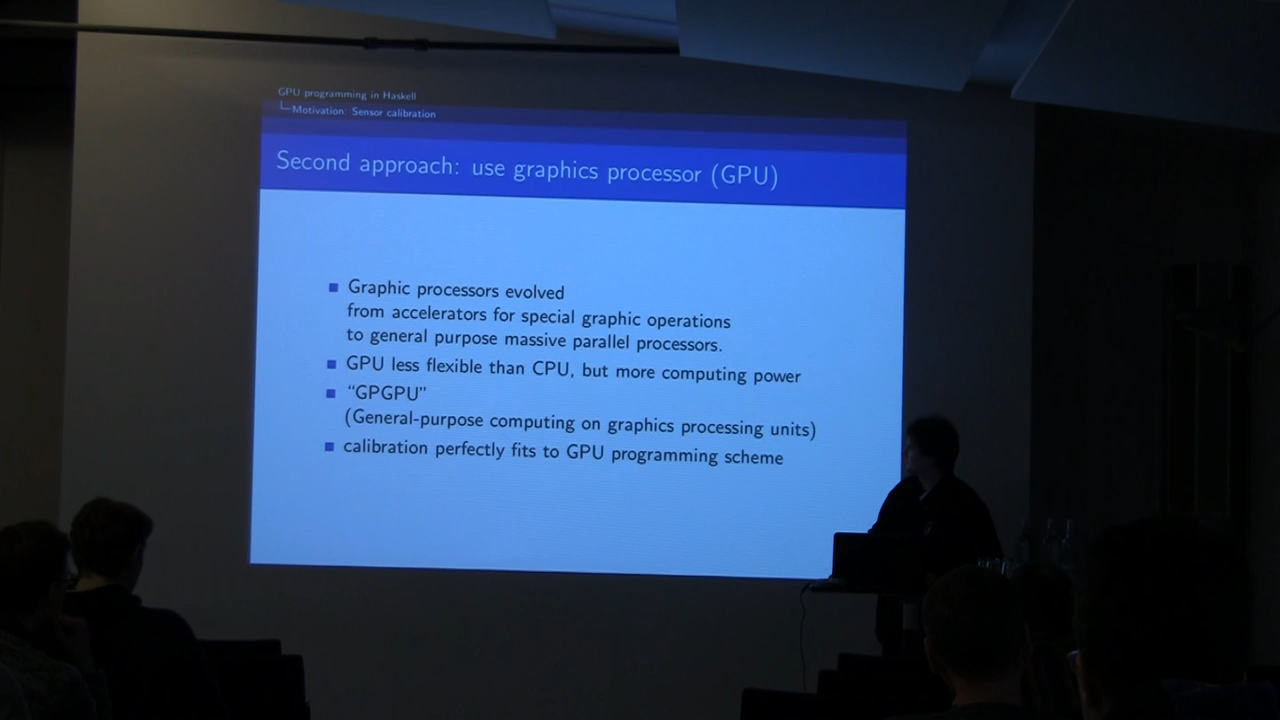 GPU programming in Haskell
Motivation: Sensor calibration
Second approach: use graphics processor (GPU)
Graphic processors evolved
from accelerators for special graphic operations
to general purpose massive parallel processors.
GPU less flexible than CPU, but more computing power
“GPGPU”
(General-purpose computing on graphics processing units)
calibration perfectly fits to GPU programming scheme